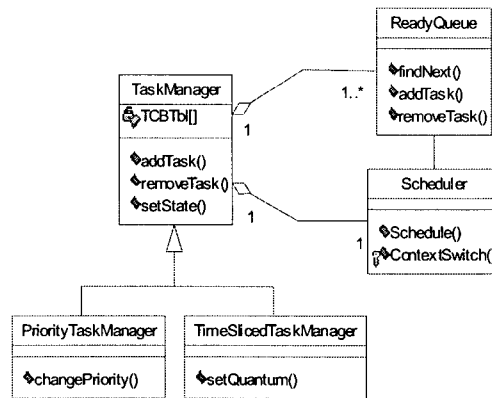 ReadyQueue
findNext()
addTask()
removeTask()
TaskManager
TCBTbl[]
addTask()
removeTask()
setState()
1
1..*
1
1
Scheduler
Schedule()
ContextSwitch()
PriorityTaskManager
changePriority()
TimeSlicedTaskManager
setQuantum()